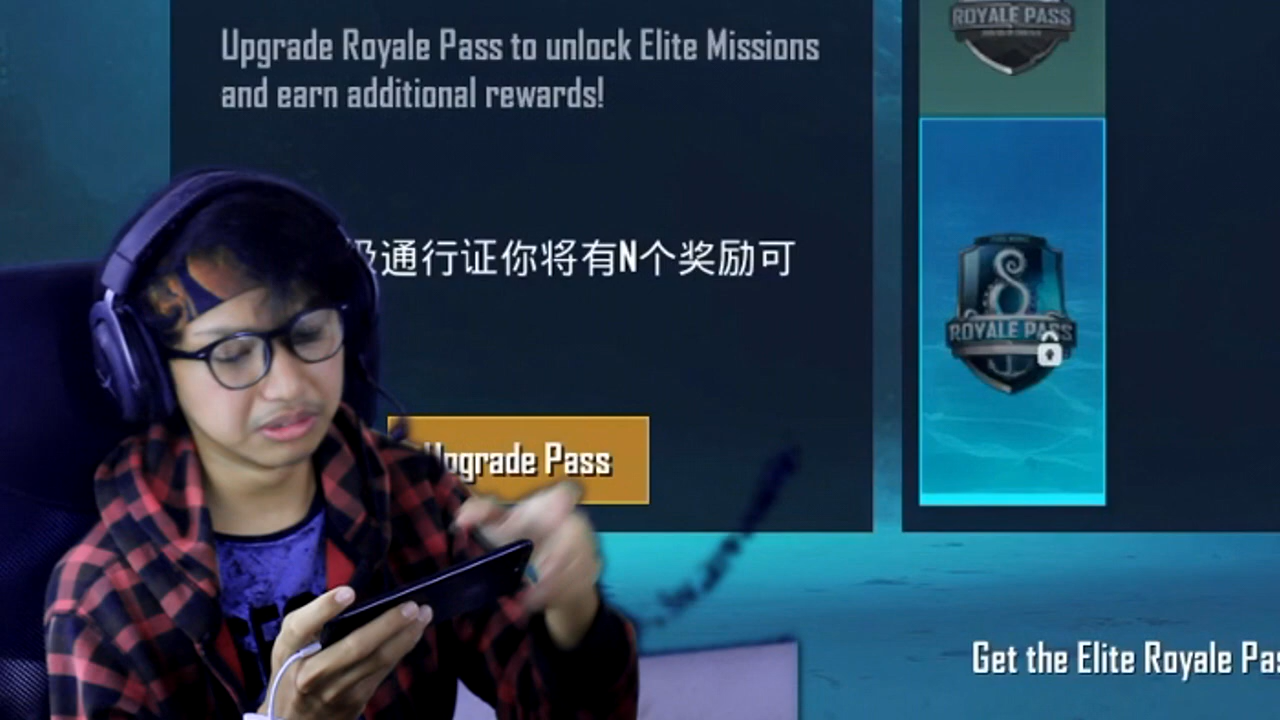 ROYALE PASS
Upgrade Royale Pass to unlock Elite Missions
and earn additional rewards!
级通行证你将有N个奖励可
ROYALE PASS
Upgrade Pass
Get the Elite Royale Pas